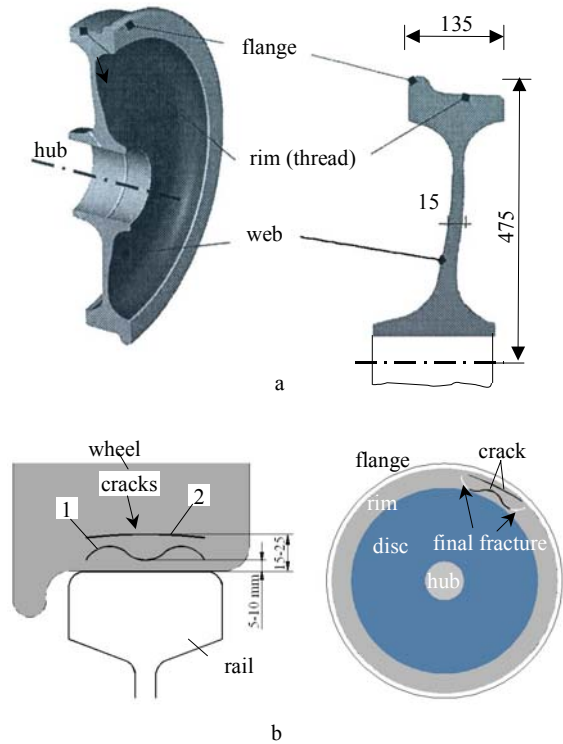 135
flange
hub
rim (thread)
15
475
web
a
wheel
cracks
1
2
15-25
5-10 mm
rail
flange
crack
rim
disc
final fracture
hub
b